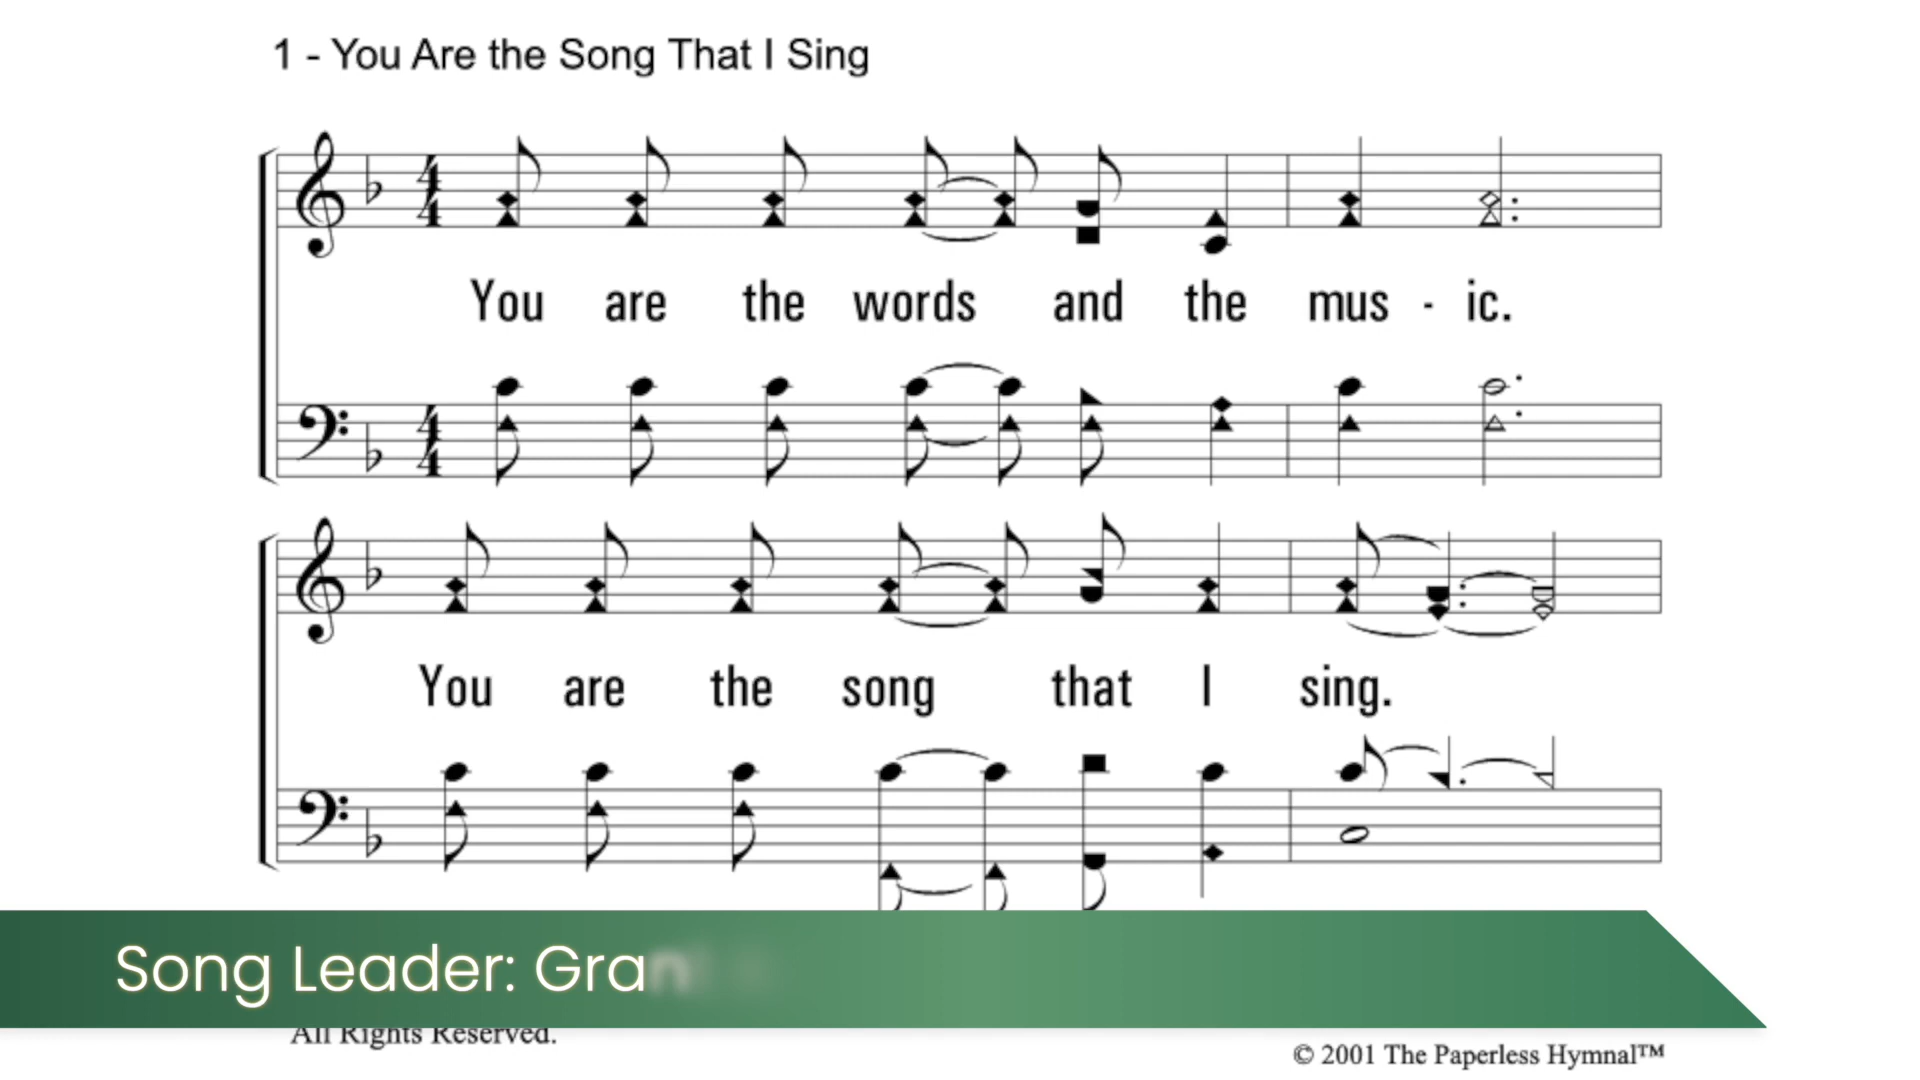 1 - You Are the Song That I Sing
You are the words and the mus - ic.
You are the song that I sing.
Song Leader:
All Rights Reserved.
© 2001 The Paperless Hymnal™